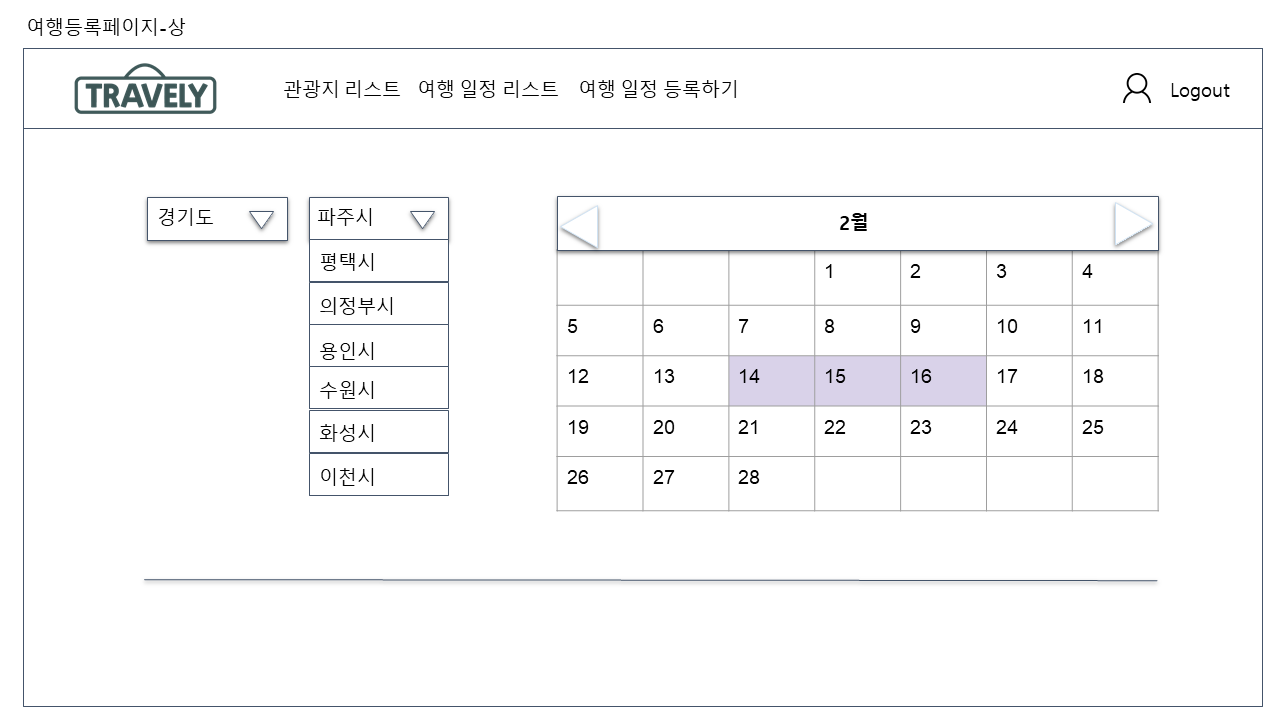 여행등록페이지-상
TRAVELY
관광지 리스트 여행 일정 리스트 여행 일정 등록하기
Logout
경기도
파주시
평택시
의정부시
용인시
수원시
화성시
이천시
2월
1 2 3 4
5 6 7 8 9 10 11
12 13 14 15 16 17 18
19 20 21 22 23 24 25
26 27 28